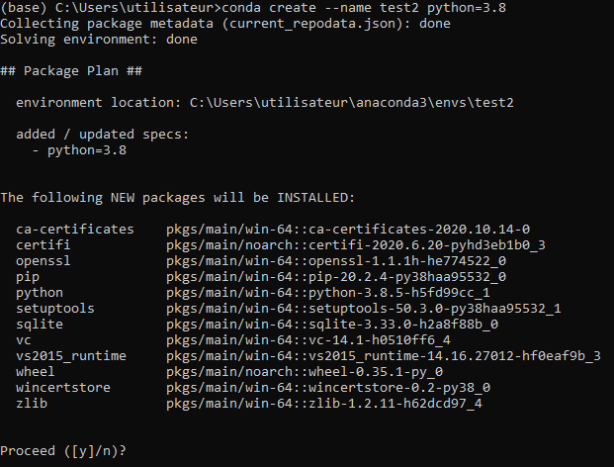 (base) C:\Users\utilisateur>conda create --name test2 python=3.8
Collecting package metadata (current_repodata.json): done
Solving environment: done
## Package Plan ##
environment location: C:\Users\utilisateur\anaconda3\envs\test2
added / updated specs:
- python=3.8
The following NEW packages will be INSTALLED:
ca-certificates pkgs/main/win-64::ca-certificates-2020.10.14-0
certifi pkgs/main/noarch::certifi-2020.6.20-pyhd3eb1b0_3
openssl pkgs/main/win-64::openssl-1.1.1h-he774522_0
pip pkgs/main/win-64::pip-20.2.4-py38haa95532_0
python pkgs/main/win-64::python-3.8.5-h5fd99cc_1
setuptools pkgs/main/win-64::setuptools-50.3.0-py38haa95532_1
sqlite pkgs/main/win-64::sqlite-3.33.0-h2a8f88b_0
vc pkgs/main/win-64::vc-14.1-h0510ff6_4
vs2015_runtime pkgs/main/win-64::vs2015_runtime-14.16.27012-hf0eaf9b_3
wheel pkgs/main/noarch::wheel-0.35.1-py_0
wincertstore pkgs/main/win-64::wincertstore-0.2-py38_0
zlib pkgs/main/win-64::zlib-1.2.11-h62dcd97_4
Proceed ([y]/n)?